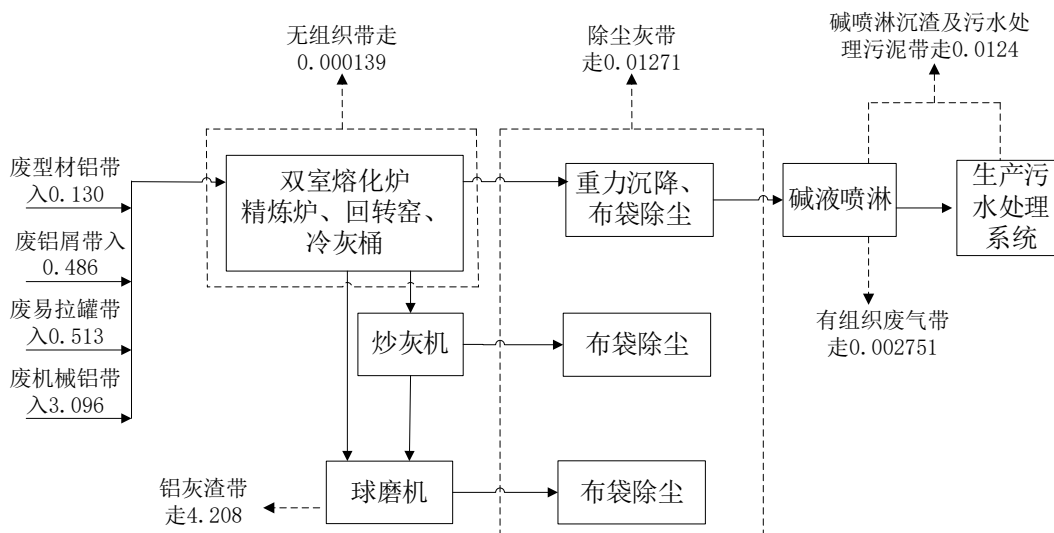 无组织带走
0.000139
除尘灰带
走0.01271
碱喷淋沉渣及污水处
理污泥带走0.0124
废型材铝带
入0.130
废铝屑带入
0.486
废易拉罐带
入0.513
废机械铝带
入3.096
双室熔化炉
精炼炉、回转窑、
冷灰桶
重力沉降、
布袋除尘
碱液喷淋
生产污
水处理
系统
炒灰机
布袋除尘
有组织废气带
走0.002751
铝灰渣带
走4.208
球磨机
布袋除尘